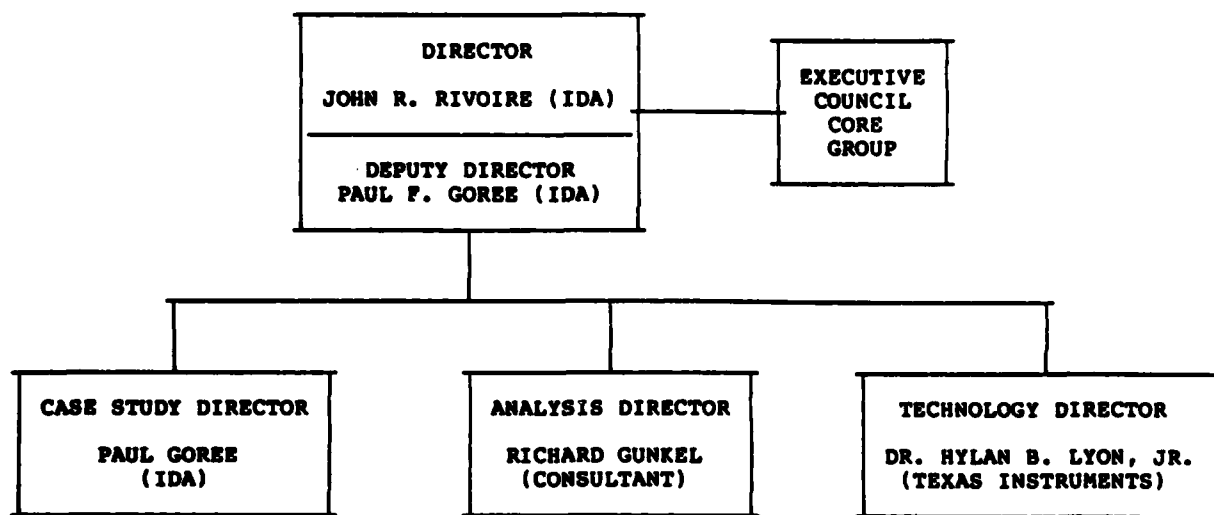 DIRECTOR
JOHN R. RIVOIRE (IDA)
DEPUTY DIRECTOR
PAUL F. GOREE (IDA)
EXECUTIVE
COUNCIL
CORE
GROUP
CASE STUDY DIRECTOR
PAUL GOREE
(IDA)
ANALYSIS DIRECTOR
RICHARD GUNKEL
(CONSULTANT)
TECHNOLOGY DIRECTOR
DR. HYLAN B. LYON, JR.
(TEXAS INSTRUMENTS)